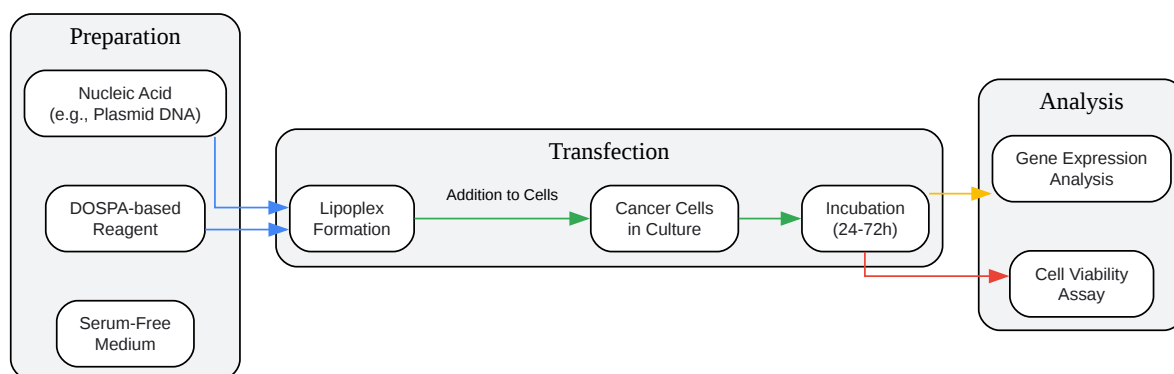 Preparation
Nucleic Acid
(e.g., Plasmid DNA)
DOSPA-based
Reagent
Serum-Free
Medium
Transfection
Lipoplex
Formation
Addition to Cells
Cancer Cells
in Culture
Incubation
(24-72h)
Analysis
Gene Expression
Analysis
Cell Viability
Assay